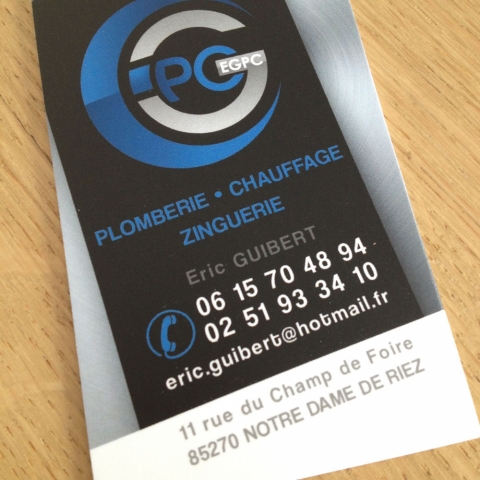 PC
EGPC
PLOMBERIE • CHAUFFAGE
ZINGUERIE
Eric GUIBERT
06 15 70 48 94
02 51 93 34 10
eric.guibert@hotmail.fr
11 rue du Champ de Foire
85270 NOTRE DAME DE RIEZ